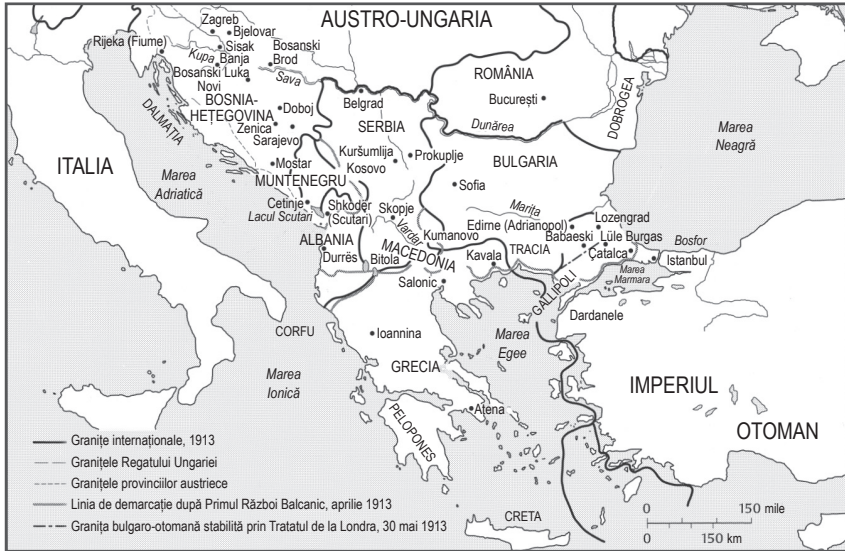 AUSTRO-UNGARIA
Zagreb
Bjelovar
Rijeka (Fiume)
Sisak
Bosanski
Brod
Kupa
Banja
Luka
Bosanski
Novi
Sava
BOSNIA-
HEȚEGOVINA
DALMAȚIA
Doboj
Zenica
Sarajevo
Mostar
Belgrad
SERBIA
Kuršumlija
Prokuplje
Kosovo
ROMÂNIA
București
Dunărea
DOBROGEA
Marea
Neagră
BULGARIA
Sofia
Marița
ITALIA
Marea
Adriatică
MUNTENEGRU
Cetinje
Lacul Scutari
Shkodër
(Scutari)
Skopje
Vardar
Kumanovo
ALBANIA
Durrës
Bitola
MACEDONIA
Salonic
Kavala
TRACIA
Edirne (Adrianopol)
Babaeski
Lozengrad
Lüle Burgas
Çatalca
Bosfor
Istanbul
Marea
Marmara
GALLIPOLI
Dardanele
CORFU
Ioannina
Marea
Egee
Marea
Ionică
GRECIA
IMPERIUL
OTOMAN
Atena
PELOPONES
CRETA
Granițe internaționale, 1913
Granițele Regatului Ungariei
Granițele provinciilor austriece
Linia de demarcație după Primul Război Balcanic, aprilie 1913
Granița bulgaro-otomană stabilită prin Tratatul de la Londra, 30 mai 1913
0 150 mile
0 150 km